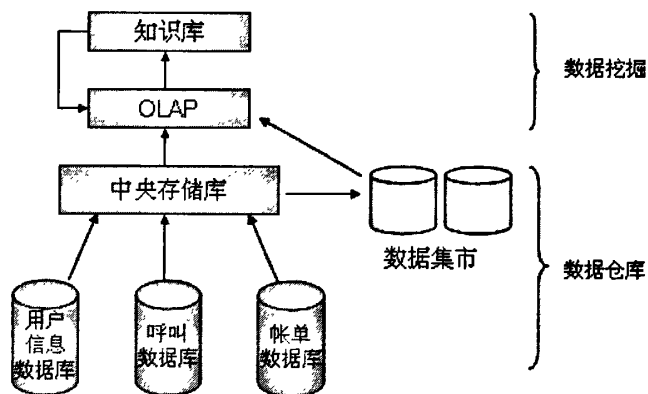 知识库
数据挖掘
OLAP
中央存储库
数据集市
数据仓库
用户
信息
数据库
呼叫
数据库
帐单
数据库